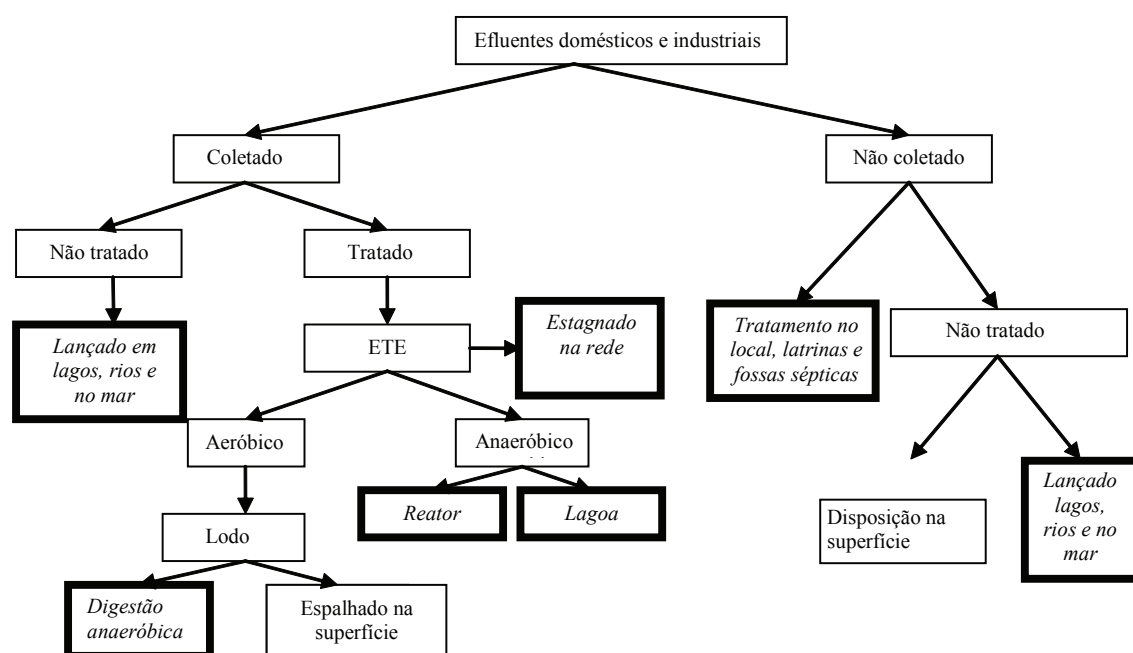 Efluentes domésticos e industriais
Coletado
Não coletado
Não tratado
Tratado
Lançado em
lagos, rios e
no mar
ETE
Estagnado
na rede
Tratamento no
local, latrinas e
fossas sépticas
Não tratado
Aeróbico
Anaeróbico
Reator
Lagoa
Lodo
Disposição na
superfície
Lançado
lagos,
rios e no
mar
Digestão
anaeróbica
Espalhado na
superfície